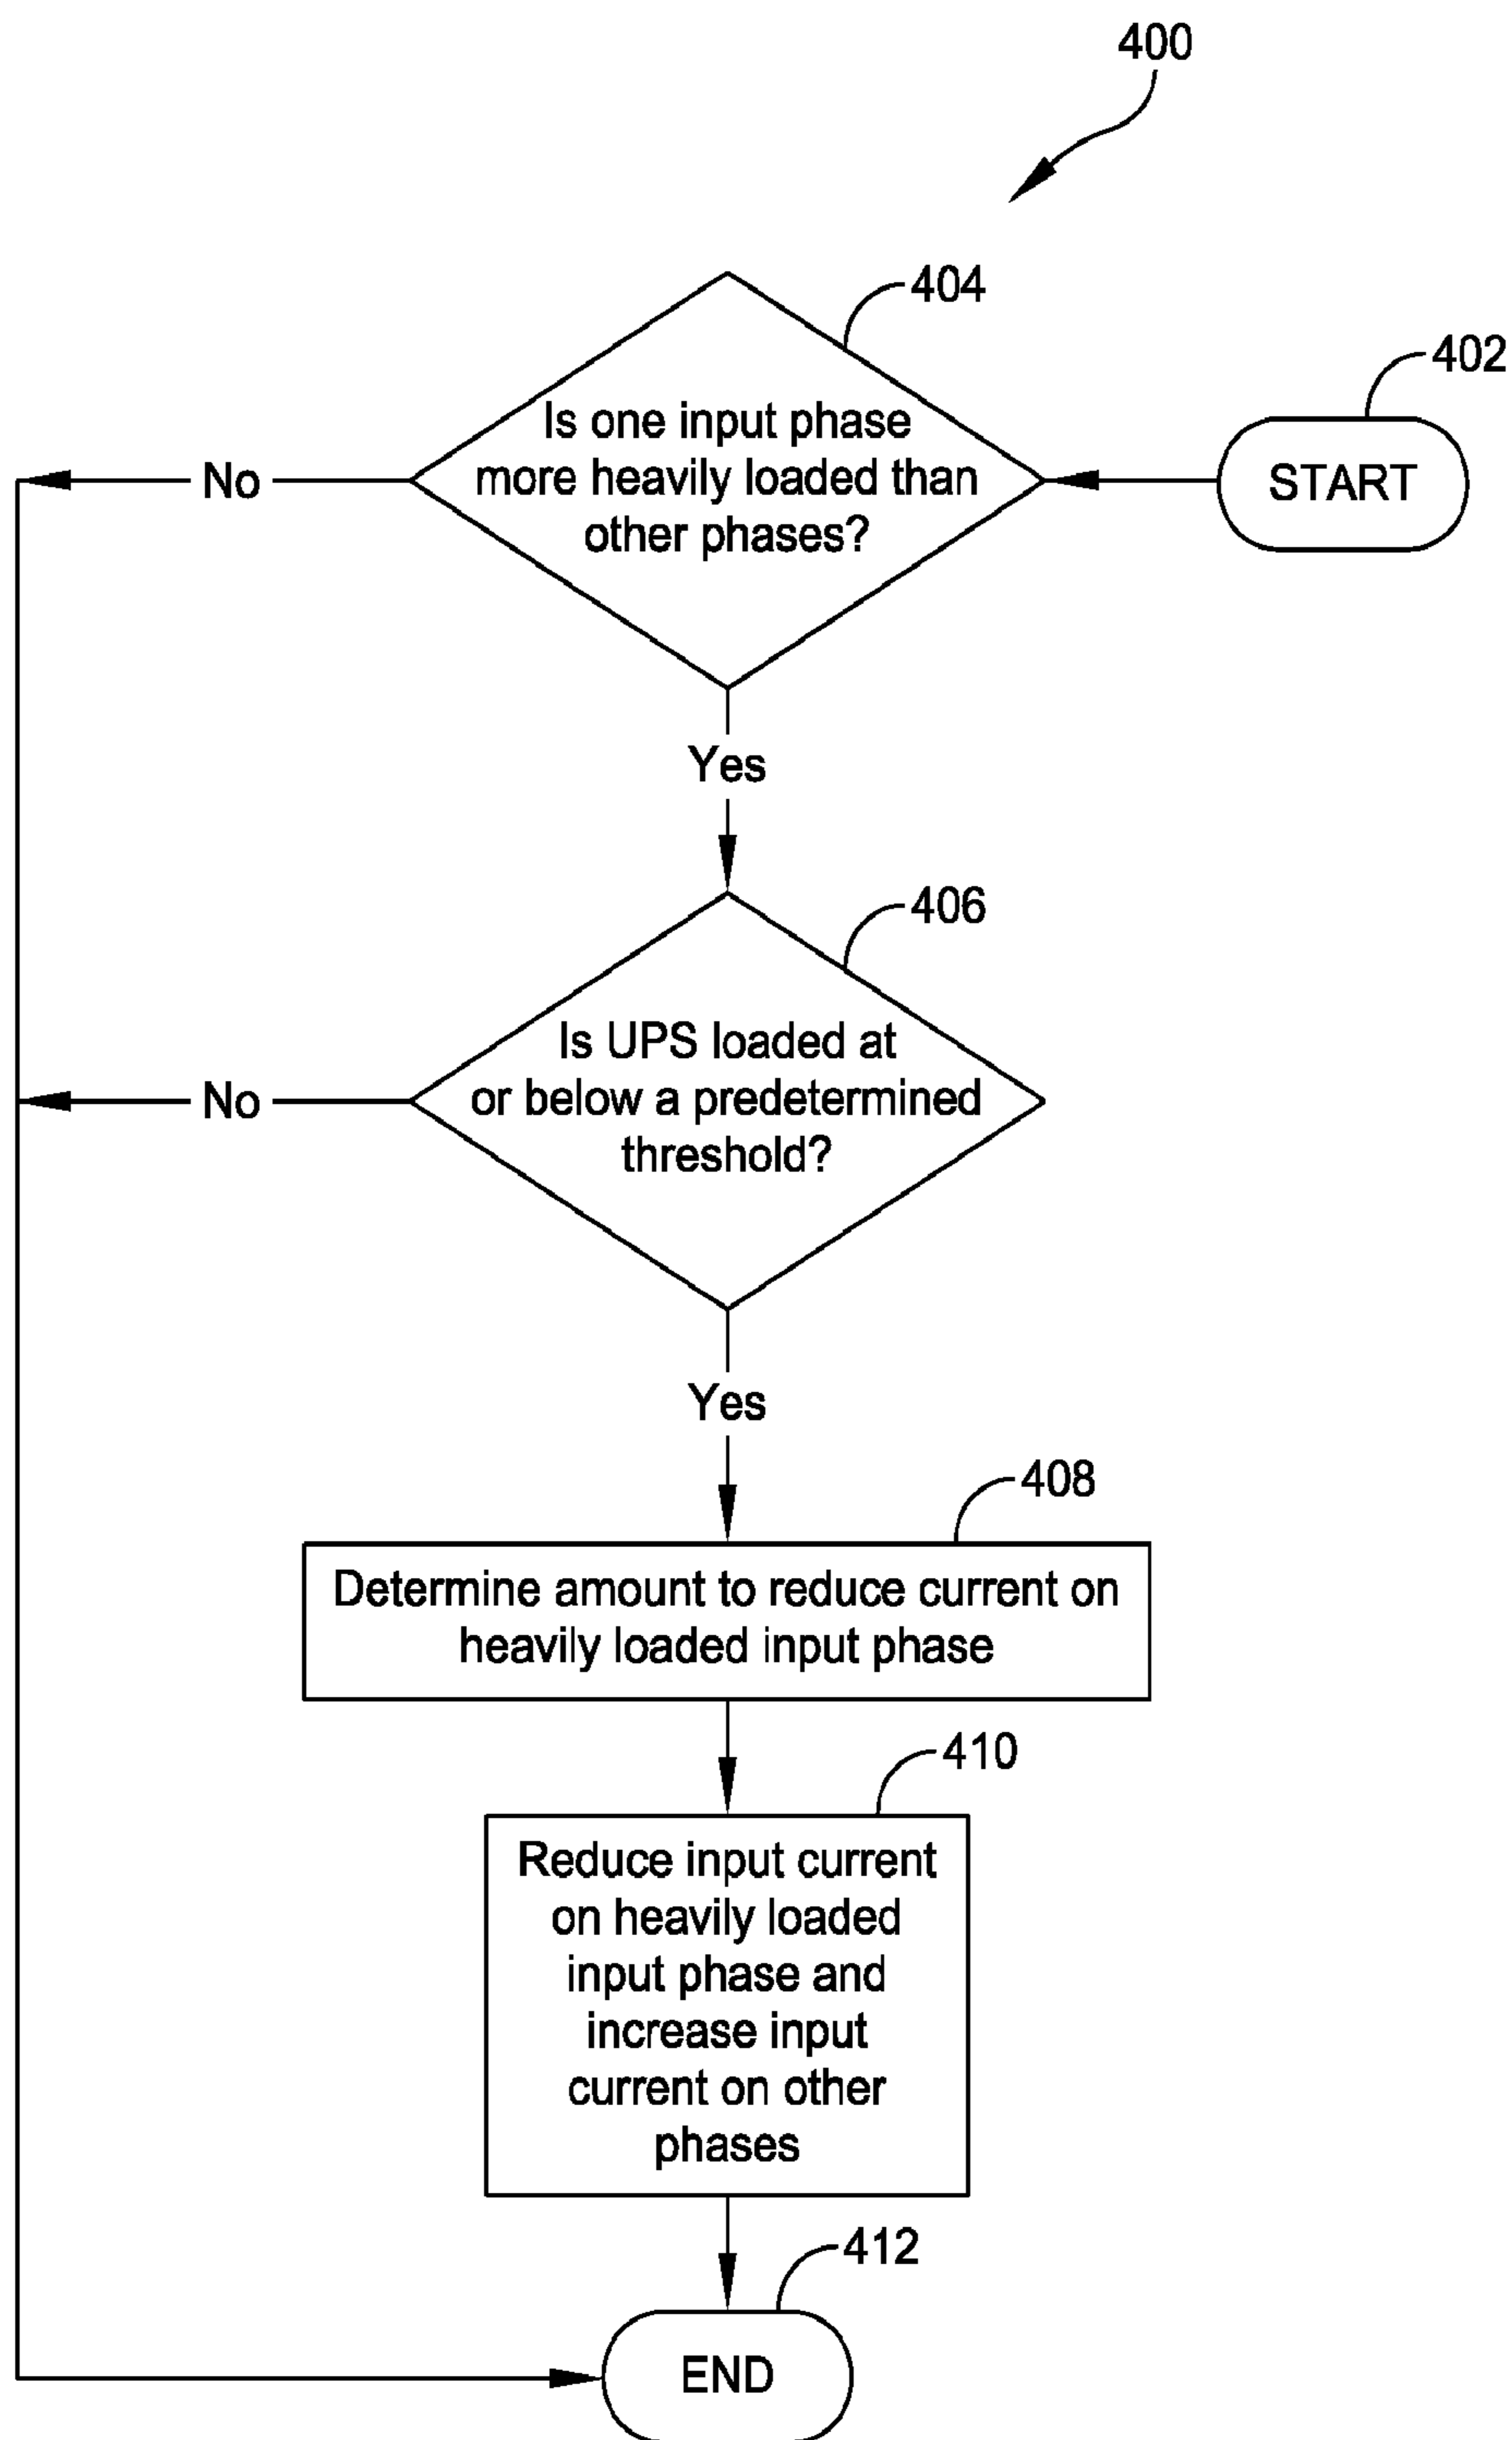 400
404
402
Is one input phase
more heavily loaded than
other phases?
START
No
Yes
406
Is UPS loaded at
or below a predetermined
threshold?
No
Yes
408
Determine amount to reduce current on
heavily loaded input phase
410
Reduce input current
on heavily loaded
input phase and
increase input
current on other
phases
412
END